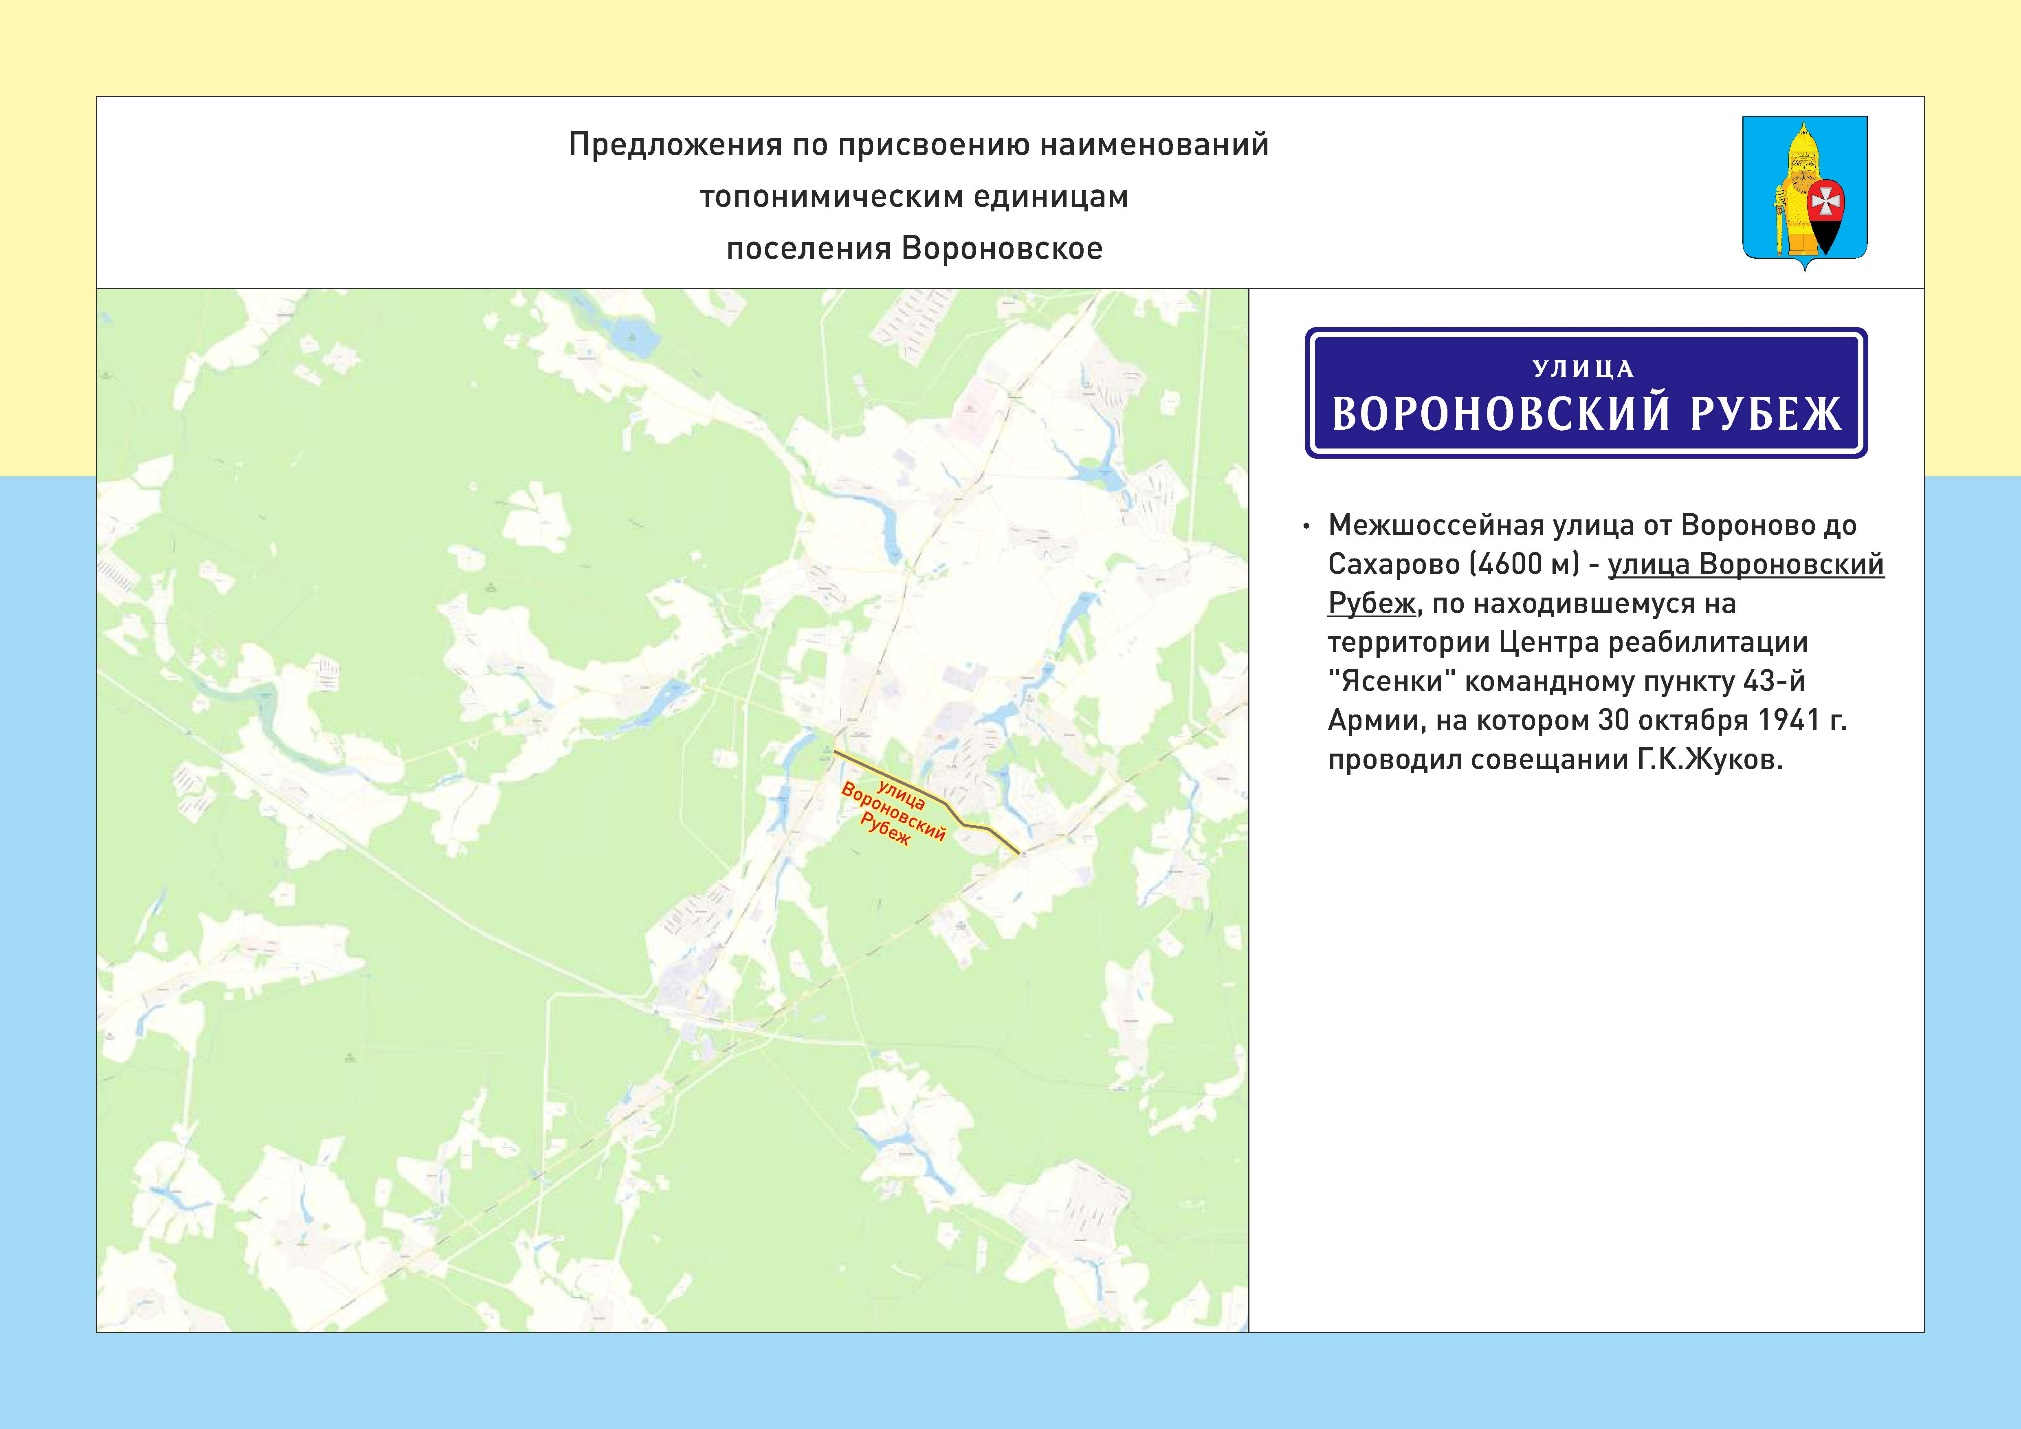 Предложения по присвоению наименований
топонимическим единицам
поселения Вороновское
УЛИЦА
ВОРОНОВСКИЙ РУБЕЖ
• Межшоссейная улица от Вороново до
Сахарово (4600 м) - улица Вороновский
Рубеж, по находившемуся на
территории Центра реабилитации
"Ясенки" командному пункту 43-й
Армии, на котором 30 октября 1941 г.
проводил совещании Г.К.Жуков.
улица
Вороновский
Рубеж